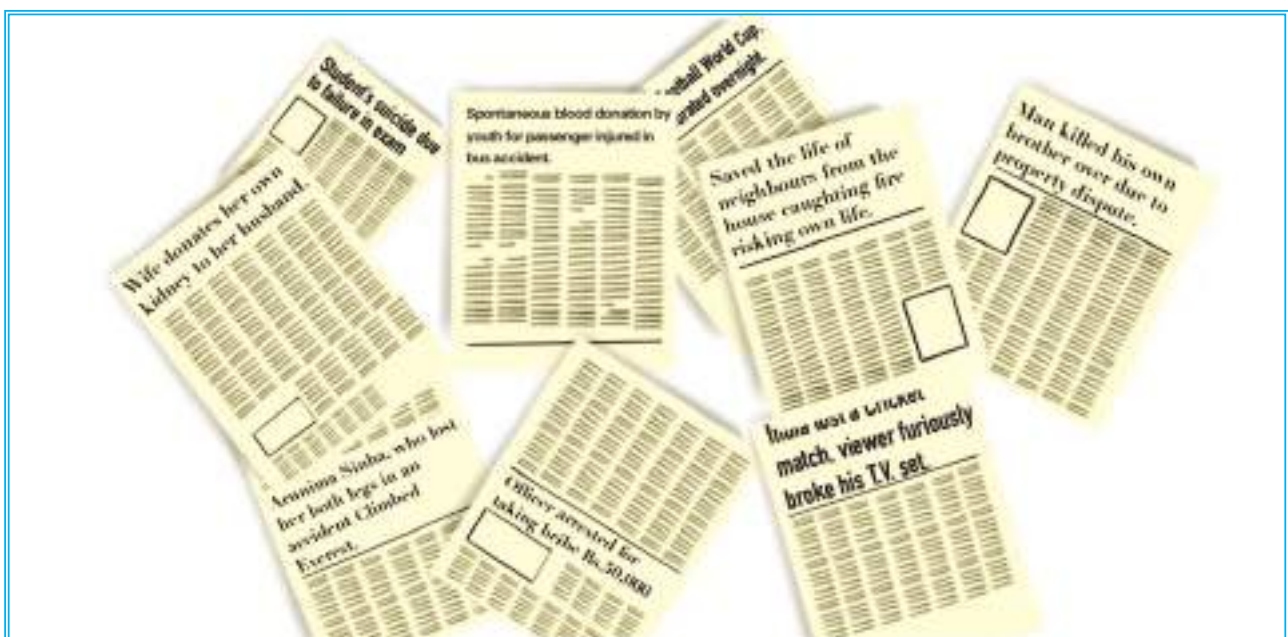 Student's suicide due
to failure in exam
Spontaneous blood donation by
youth for passenger injured in
bus accident.
World Cup,
overnight.
Saved the life of
neighbours from the
house caughting fire
risking own life.
Man killed his own
brother over due to
property dispute.
Wife donates her own
kidney to her husband.
Arunima Sinha, who lost
her both legs in an
accident Climbed
Everest.
Officer arrested for
taking bribe Rs.50,000
India lost a cricket
match, viewer furiously
broke his T.V. set.